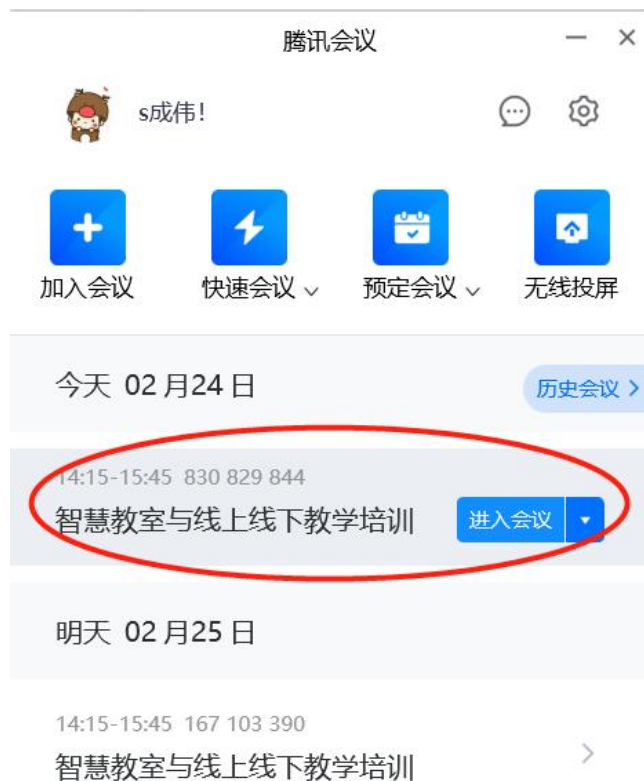 腾讯会议
s成伟!
加入会议 快速会议 预定会议 无线投屏
今天 02月24日 历史会议
14:15-15:45 830 829 844
智慧教室与线上线下教学培训 进入会议
明天 02月25日
14:15-15:45 167 103 390
智慧教室与线上线下教学培训